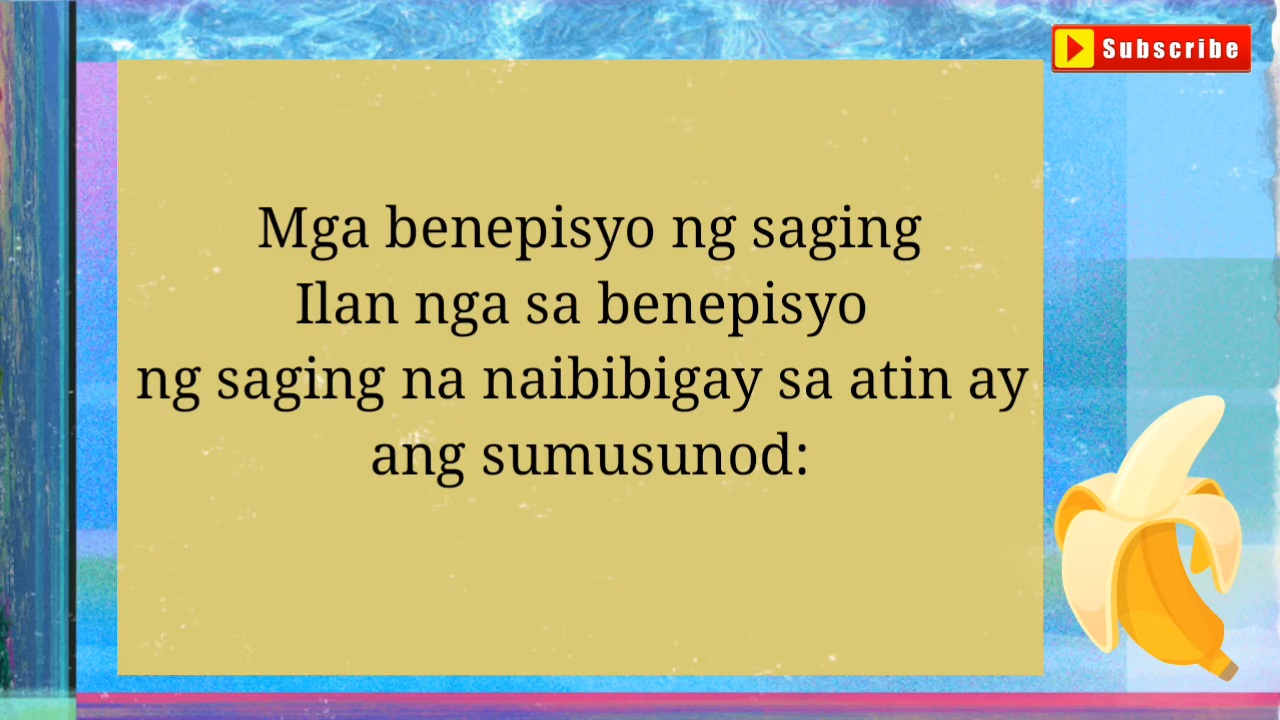 Subscribe
Mga benepisyo ng saging
Ilan nga sa benepisyo
ng saging na naibibigay sa atin ay
ang sumusunod: